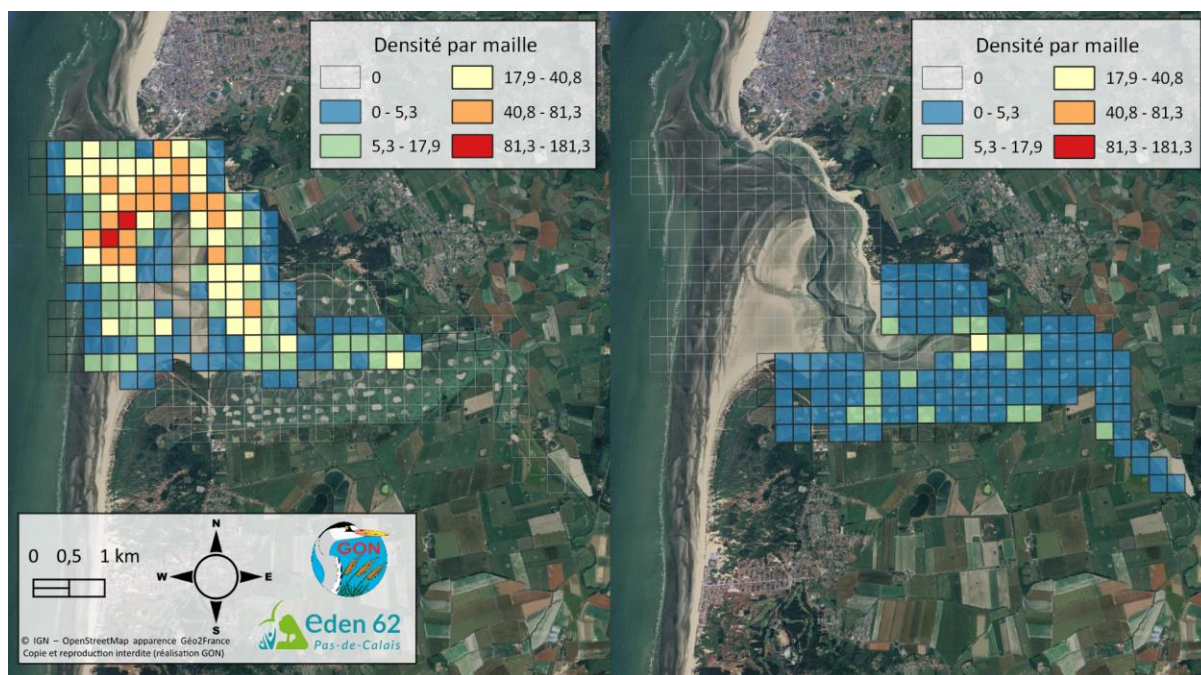 Densité par maille
0
17,9 - 40,8
0 - 5,3
40,8 - 81,3
5,3 - 17,9
81,3 - 181,3
Densité par maille
0
17,9 - 40,8
0 - 5,3
40,8 - 81,3
5,3 - 17,9
81,3 - 181,3
0 0,5 1 km
N
W
E
S
GON
eden 62
Pas-de-Calais
© IGN – OpenStreetMap apparence Géo2France
Copie et reproduction interdite (réalisation GON)